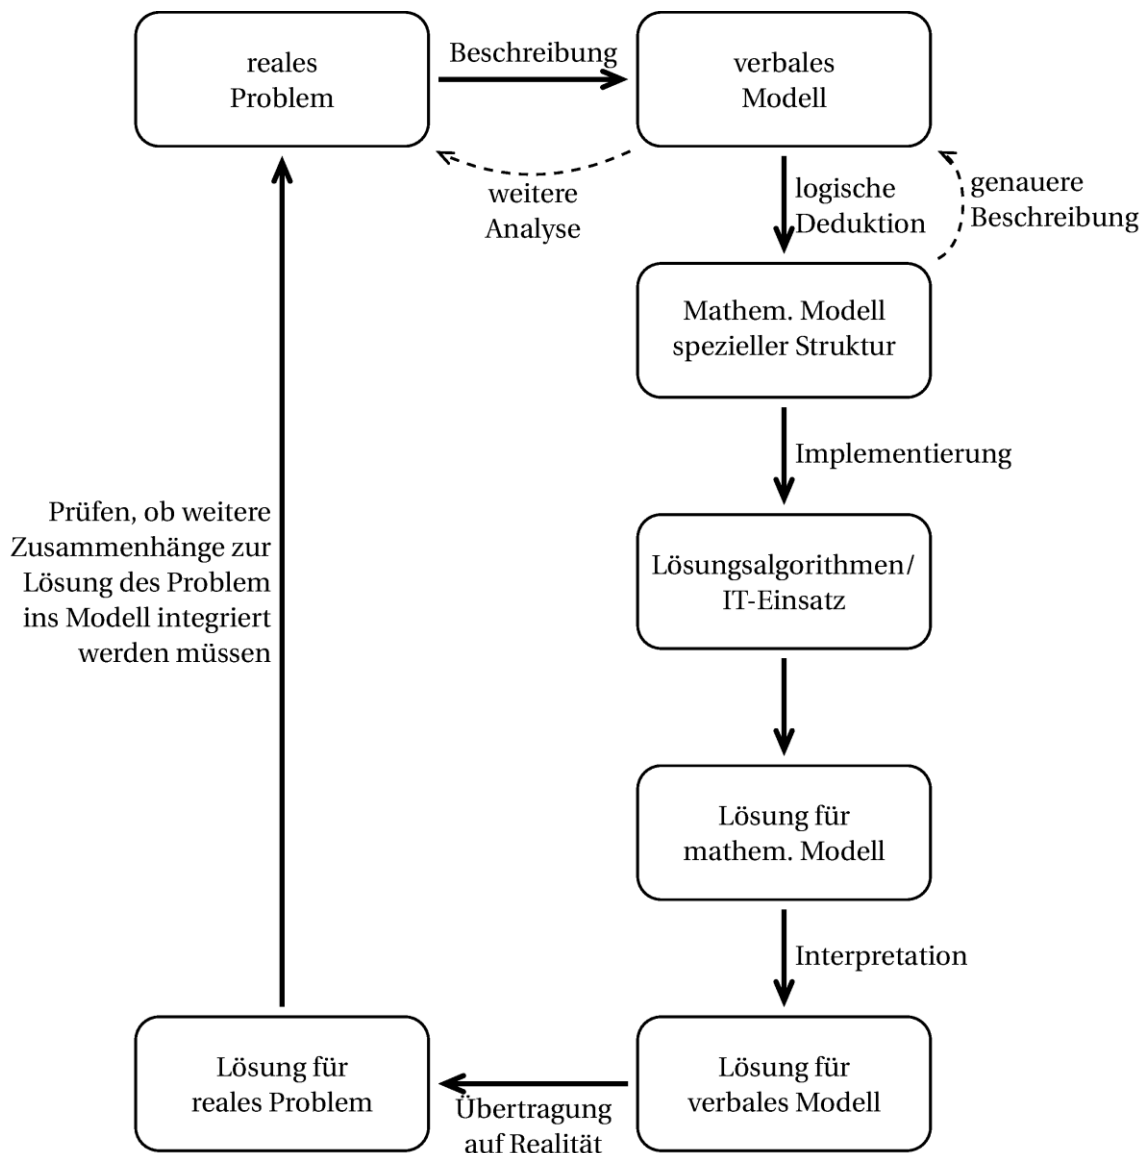 reales
Problem
Beschreibung
verbales
Modell
weitere
Analyse
logische
Deduktion
genauere
Beschreibung
Mathem. Modell
spezieller Struktur
Implementierung
Lösungsalgorithmen/
IT-Einsatz
Lösung für
mathem. Modell
Interpretation
Lösung für
verbales Modell
Übertragung
auf Realität
Lösung für
reales Problem
Prüfen, ob weitere
Zusammenhänge zur
Lösung des Problem
ins Modell integriert
werden müssen